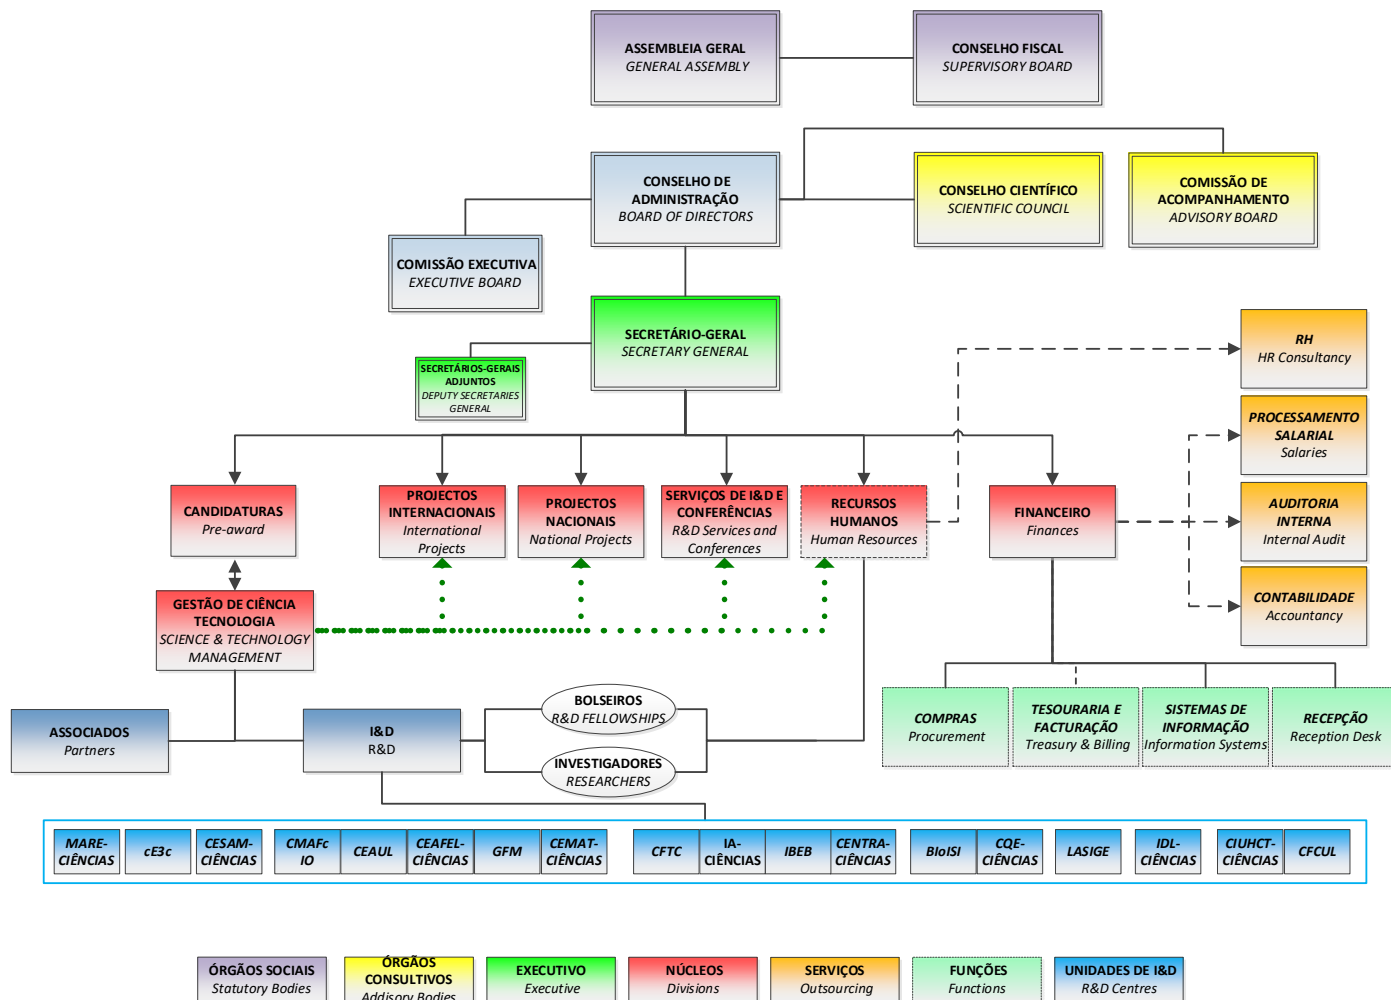 ASSEMBLEIA GERAL
GENERAL ASSEMBLY
CONSELHO FISCAL
SUPERVISORY BOARD
CONSELHO DE
ADMINISTRAÇÃO
BOARD OF DIRECTORS
CONSELHO CIENTÍFICO
SCIENTIFIC COUNCIL
COMISSÃO DE
ACOMPANHAMENTO
ADVISORY BOARD
COMISSÃO EXECUTIVA
EXECUTIVE BOARD
SECRETÁRIO-GERAL
SECRETARY GENERAL
SECRETÁRIOS-GERAIS
ADJUNTOS
DEPUTY SECRETARIES
GENERAL
RH
HR Consultancy
PROCESSAMENTO
SALARIAL
Salaries
AUDITORIA
INTERNA
Internal Audit
CONTABILIDADE
Accountancy
CANDIDATURAS
Pre-award
PROJECTOS
INTERNACIONAIS
International
Projects
PROJECTOS
NACIONAIS
National Projects
SERVIÇOS DE I&D E
CONFERÊNCIAS
R&D Services and
Conferences
RECURSOS
HUMANOS
Human Resources
FINANCEIRO
Finances
GESTÃO DE CIÊNCIA
TECNOLOGIA
SCIENCE & TECHNOLOGY
MANAGEMENT
ASSOCIADOS
Partners
I&D
R&D
BOLSEIROS
R&D FELLOWSHIPS
INVESTIGADORES
RESEARCHERS
COMPRAS
Procurement
TESOURARIA E
FACTURAÇÃO
Treasury & Billing
SISTEMAS DE
INFORMAÇÃO
Information Systems
RECEPÇÃO
Reception Desk
MARE-
CIÊNCIAS
cE3c
CESAM-
CIÊNCIAS
CMAFc
IO
CEAUL
CEAFEL-
CIÊNCIAS
GFM
CEMAT-
CIÊNCIAS
CFTC
IA-
CIÊNCIAS
IBEB
CENTRA-
CIÊNCIAS
BIoISI
CQE-
CIÊNCIAS
LASIGE
IDL-
CIÊNCIAS
CIUHCT-
CIÊNCIAS
CFCUL
ÓRGÃOS SOCIAIS
Statutory Bodies
ÓRGÃOS
CONSULTIVOS
Addisory Bodies
EXECUTIVO
Executive
NÚCLEOS
Divisions
SERVIÇOS
Outsourcing
FUNÇÕES
Functions
UNIDADES DE I&D
R&D Centres